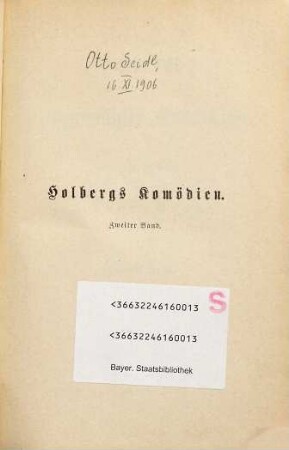 Otto Seidl,
16 XI 1906
Holbergs Komödien.
Zweiter Band.
<36632246160013 S
<36632246160013
Bayer. Staatsbibliothek